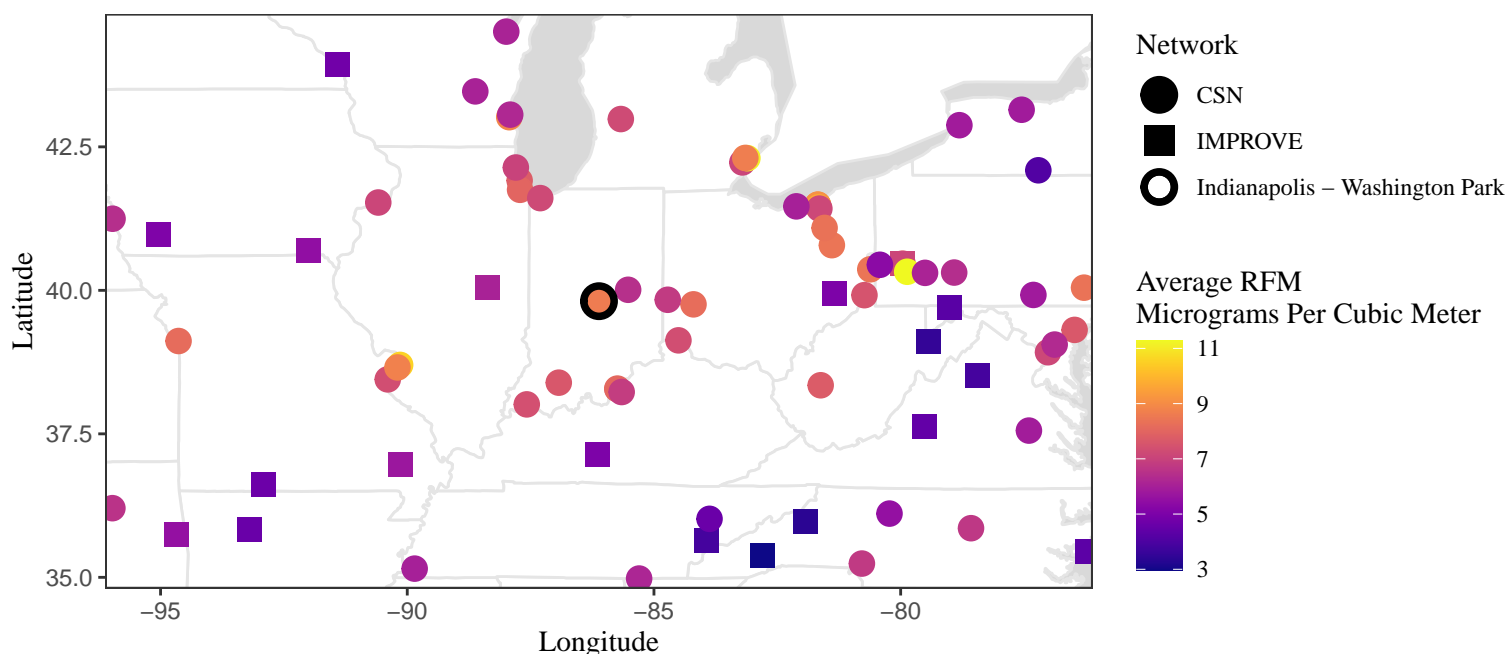 Network
CSN
IMPROVE
Indianapolis – Washington Park
Average RFM
Micrograms Per Cubic Meter
11
9
7
5
3
42.5
40.0
37.5
35.0
Latitude
−95
−90
−85
−80
Longitude